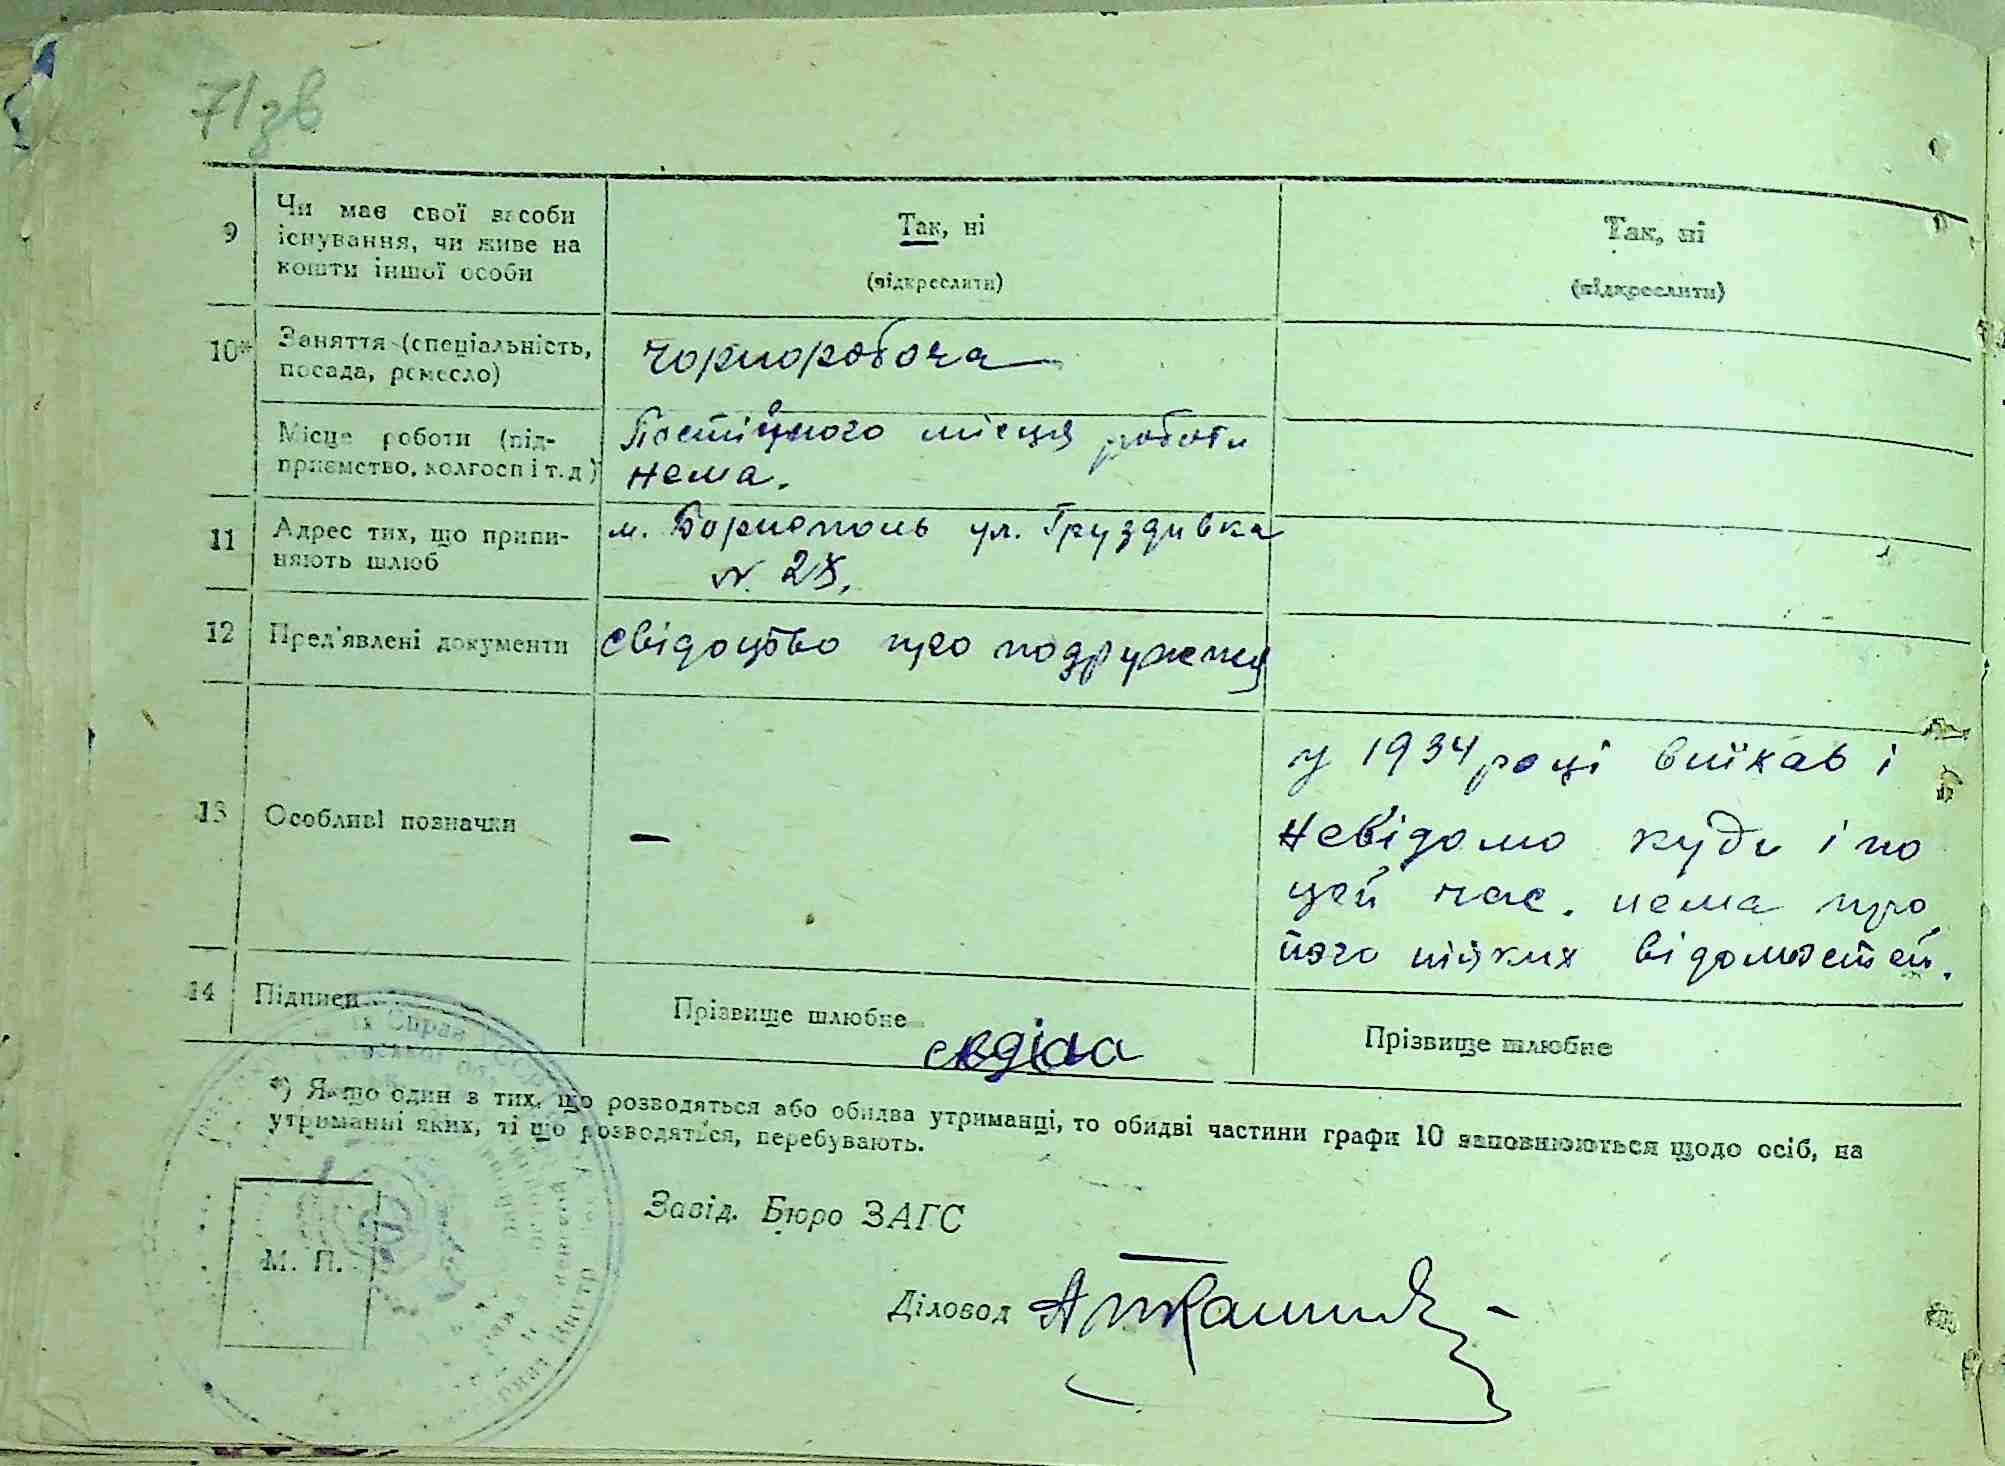 71зв
9
Чи має свої засоби
існування, чи живе на
кошти іншої особи
Так, ні
(підкреслити)
Так, ні
(підкреслити)
10*
Заняття (спеціальність,
посада, ремесло)
Чорноробоча
Місце роботи (під-
приємство, колгосп і т. д)
Постійного місця роботи
нема.
11
Адрес тих, що припи-
няють шлюб
м. Борисполь ул. Груздивка
12
Пред'явлені документи
свідоцтво про подруження
13
Особливі позначки
—
у 1934 році виїхав і
невідомо куди і по
цей час. нема про
його ніяких відомостей.
14
Підписи
Прізвище шлюбне
Прізвище шлюбне
*) Якщо один з тих, що розводяться або обидва утриманці, то обидві частини графи 10 заповнюються щодо осіб, на
утриманні яких, ті що розводяться, перебувають.
М. П.
Завід. Бюро ЗАГС
Діловод